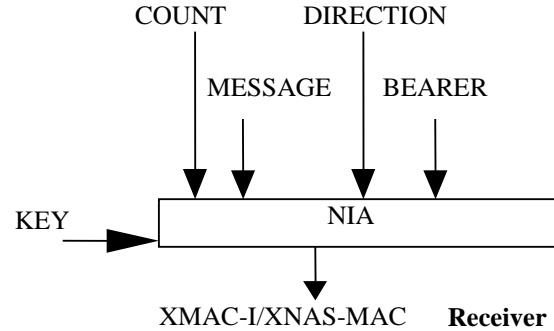 COUNT DIRECTION
MESSAGE BEARER
KEY NIA
XMAC-I/XNAS-MAC Receiver